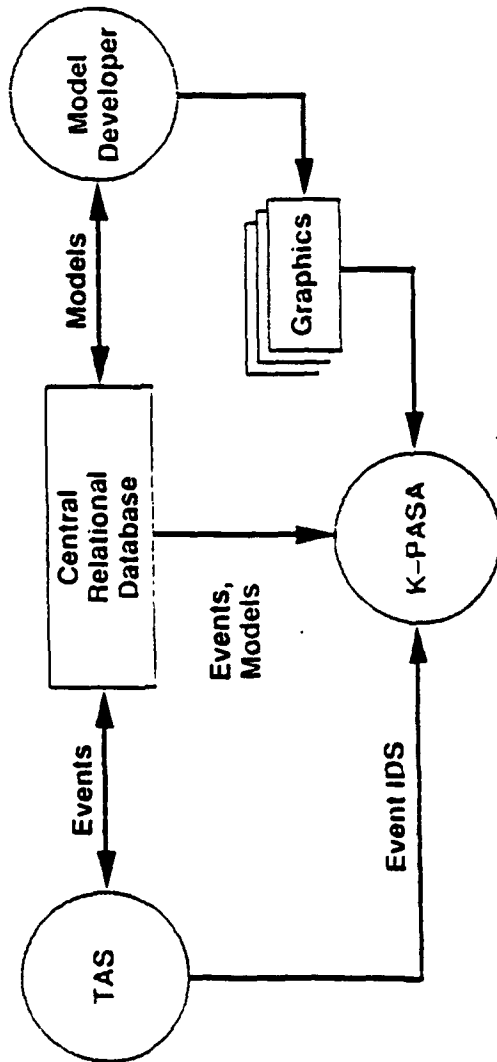 TAS
Events
Central
Relational
Database
Models
Model
Developer
Events,
Models
Graphics
Event IDS
K-PASA